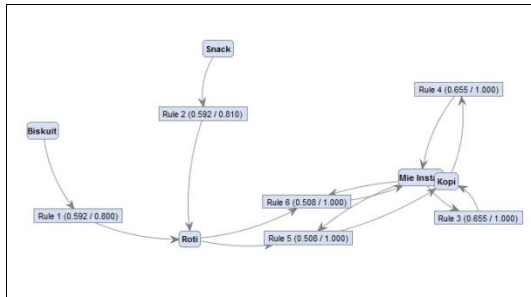 Snack
Rule 4 (0.655 / 1.000)
Rule 2 (0.592 / 0.810)
Biskuit
Mie Insta
Kopi
Rule 6 (0.508 / 1.000)
Rule 3 (0.655 / 1.000)
Rule 1 (0.592 / 0.800)
Roti
Rule 5 (0.508 / 1.000)